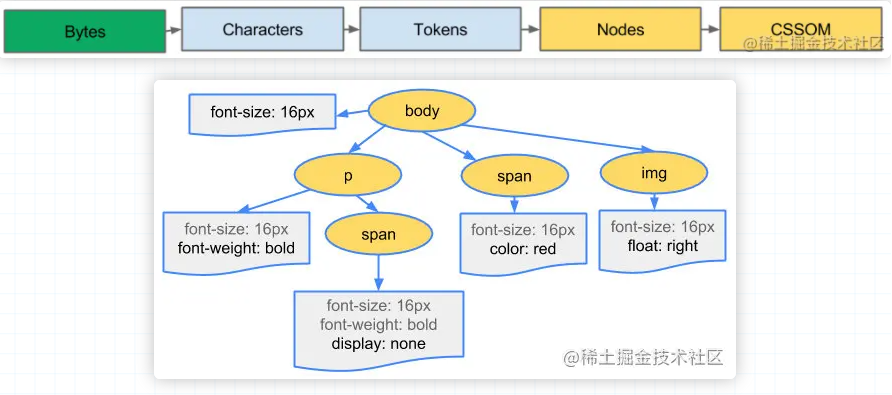 Bytes
Characters
Tokens
Nodes
CSSOM
@稀土掘金技术社区
font-size: 16px
body
p
span
img
font-size: 16px
font-weight: bold
span
font-size: 16px
color: red
font-size: 16px
float: right
font-size: 16px
font-weight: bold
display: none
@稀土掘金技术社区